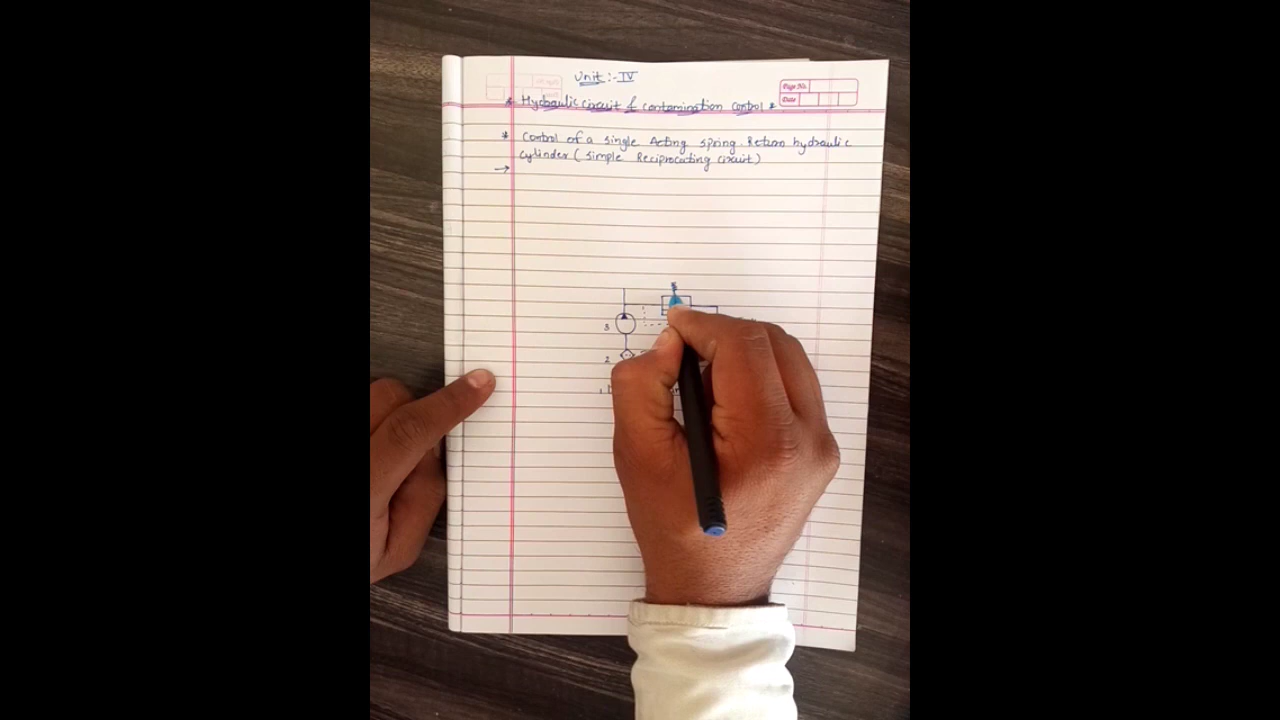 Unit :- IV
Page No.
* Hydraulic circuit & contamination control *
Date
* Control of a single Acting spring Return hydraulic
cylinder ( simple Reciprocating circuit )
→
3
2
1